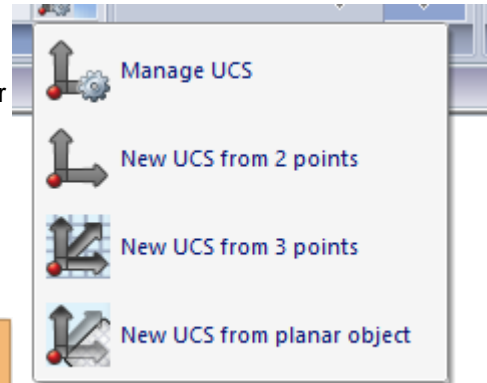 Manage UCS
r
New UCS from 2 points
New UCS from 3 points
New UCS from planar object